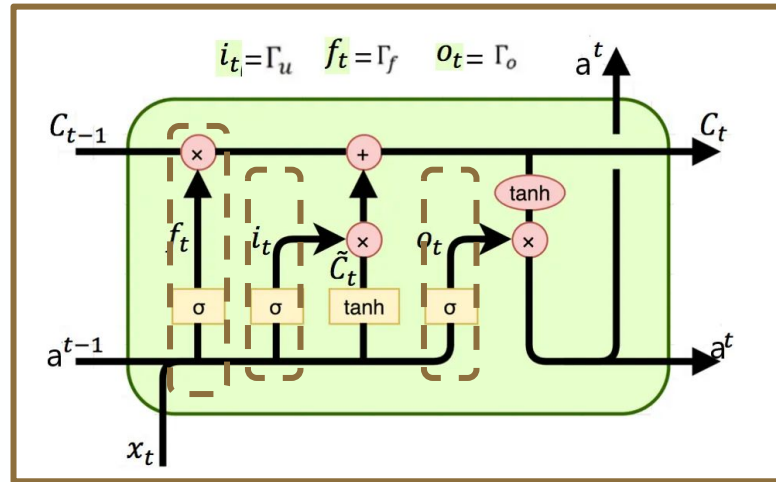 i_t = Γ_u f_t = Γ_f o_t = Γ_o
a^t
C_{t-1} C_t
× +
tanh
f_t i_t × o_t ×
C̃_t
σ σ tanh σ
a^{t-1} a^t
x_t